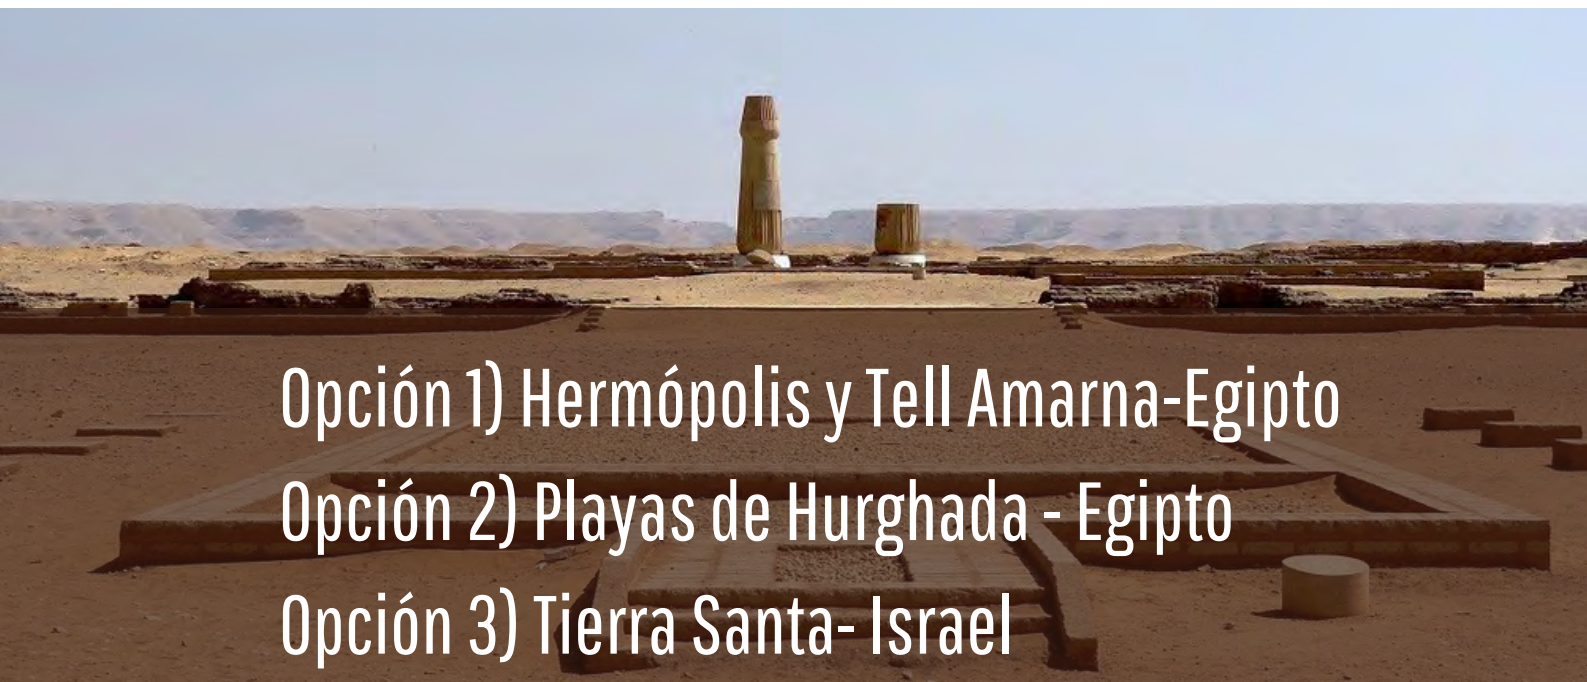 Opción 1) Hermópolis y Tell Amarna-Egipto
Opción 2) Playas de Hurghada - Egipto
Opción 3) Tierra Santa- Israel